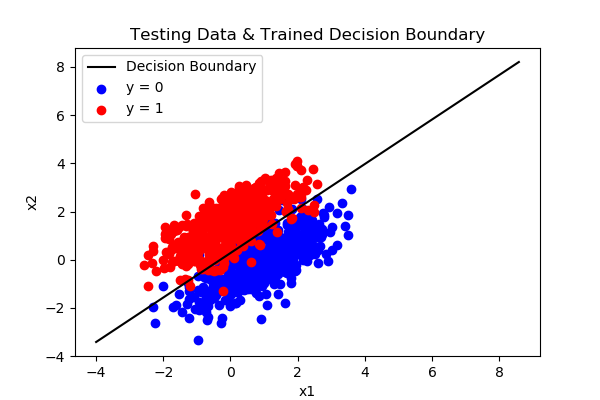 Testing Data & Trained Decision Boundary
Decision Boundary
y = 0
y = 1
x2
8
6
4
2
0
−2
−4
−4 −2 0 2 4 6 8
x1